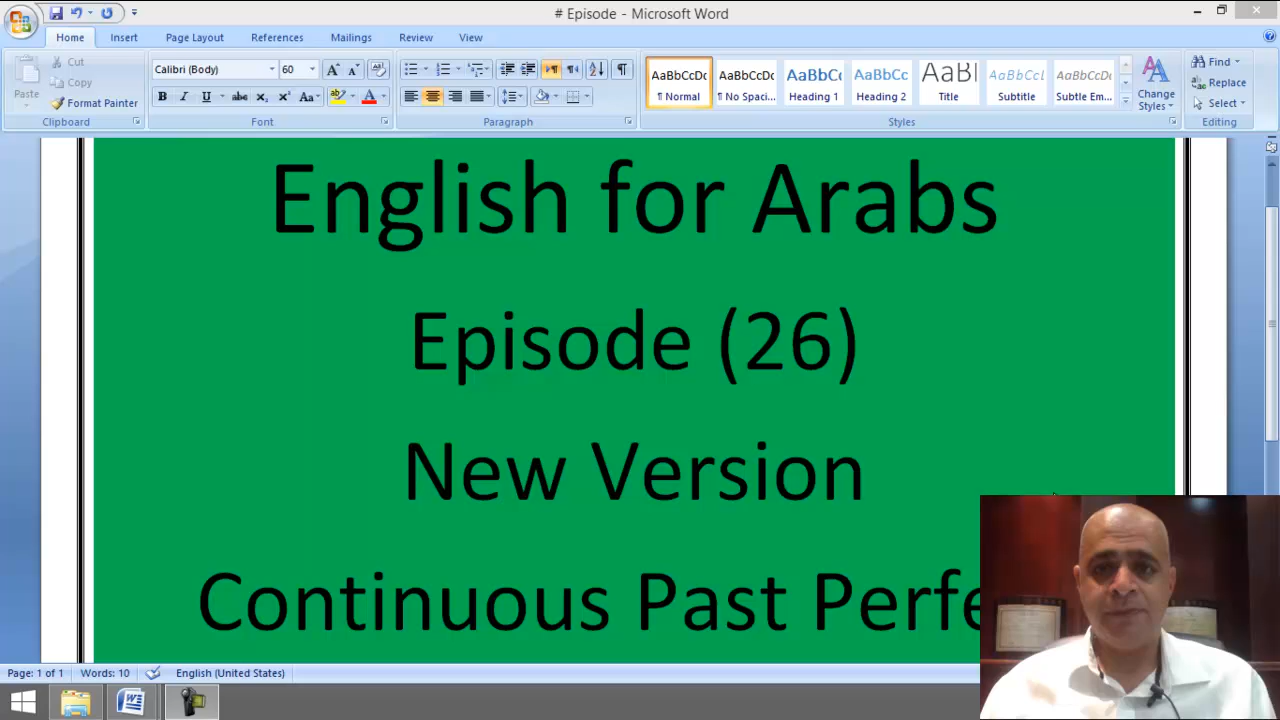 # Episode - Microsoft Word
Home Insert Page Layout References Mailings Review View
Paste
Cut
Copy
Format Painter
Clipboard
Calibri (Body) 60
Font
Paragraph
AaBbCcDc AaBbCcD. AaBbC AaBbCc AaBl AaBbCcL AaBbCcDc
¶ Normal ¶ No Spaci... Heading 1 Heading 2 Title Subtitle Subtle Em...
Change Styles
Styles
Find
Replace
Select
Editing
English for Arabs
Episode (26)
New Version
Continuous Past Perfe
Page: 1 of 1 Words: 10 English (United States)